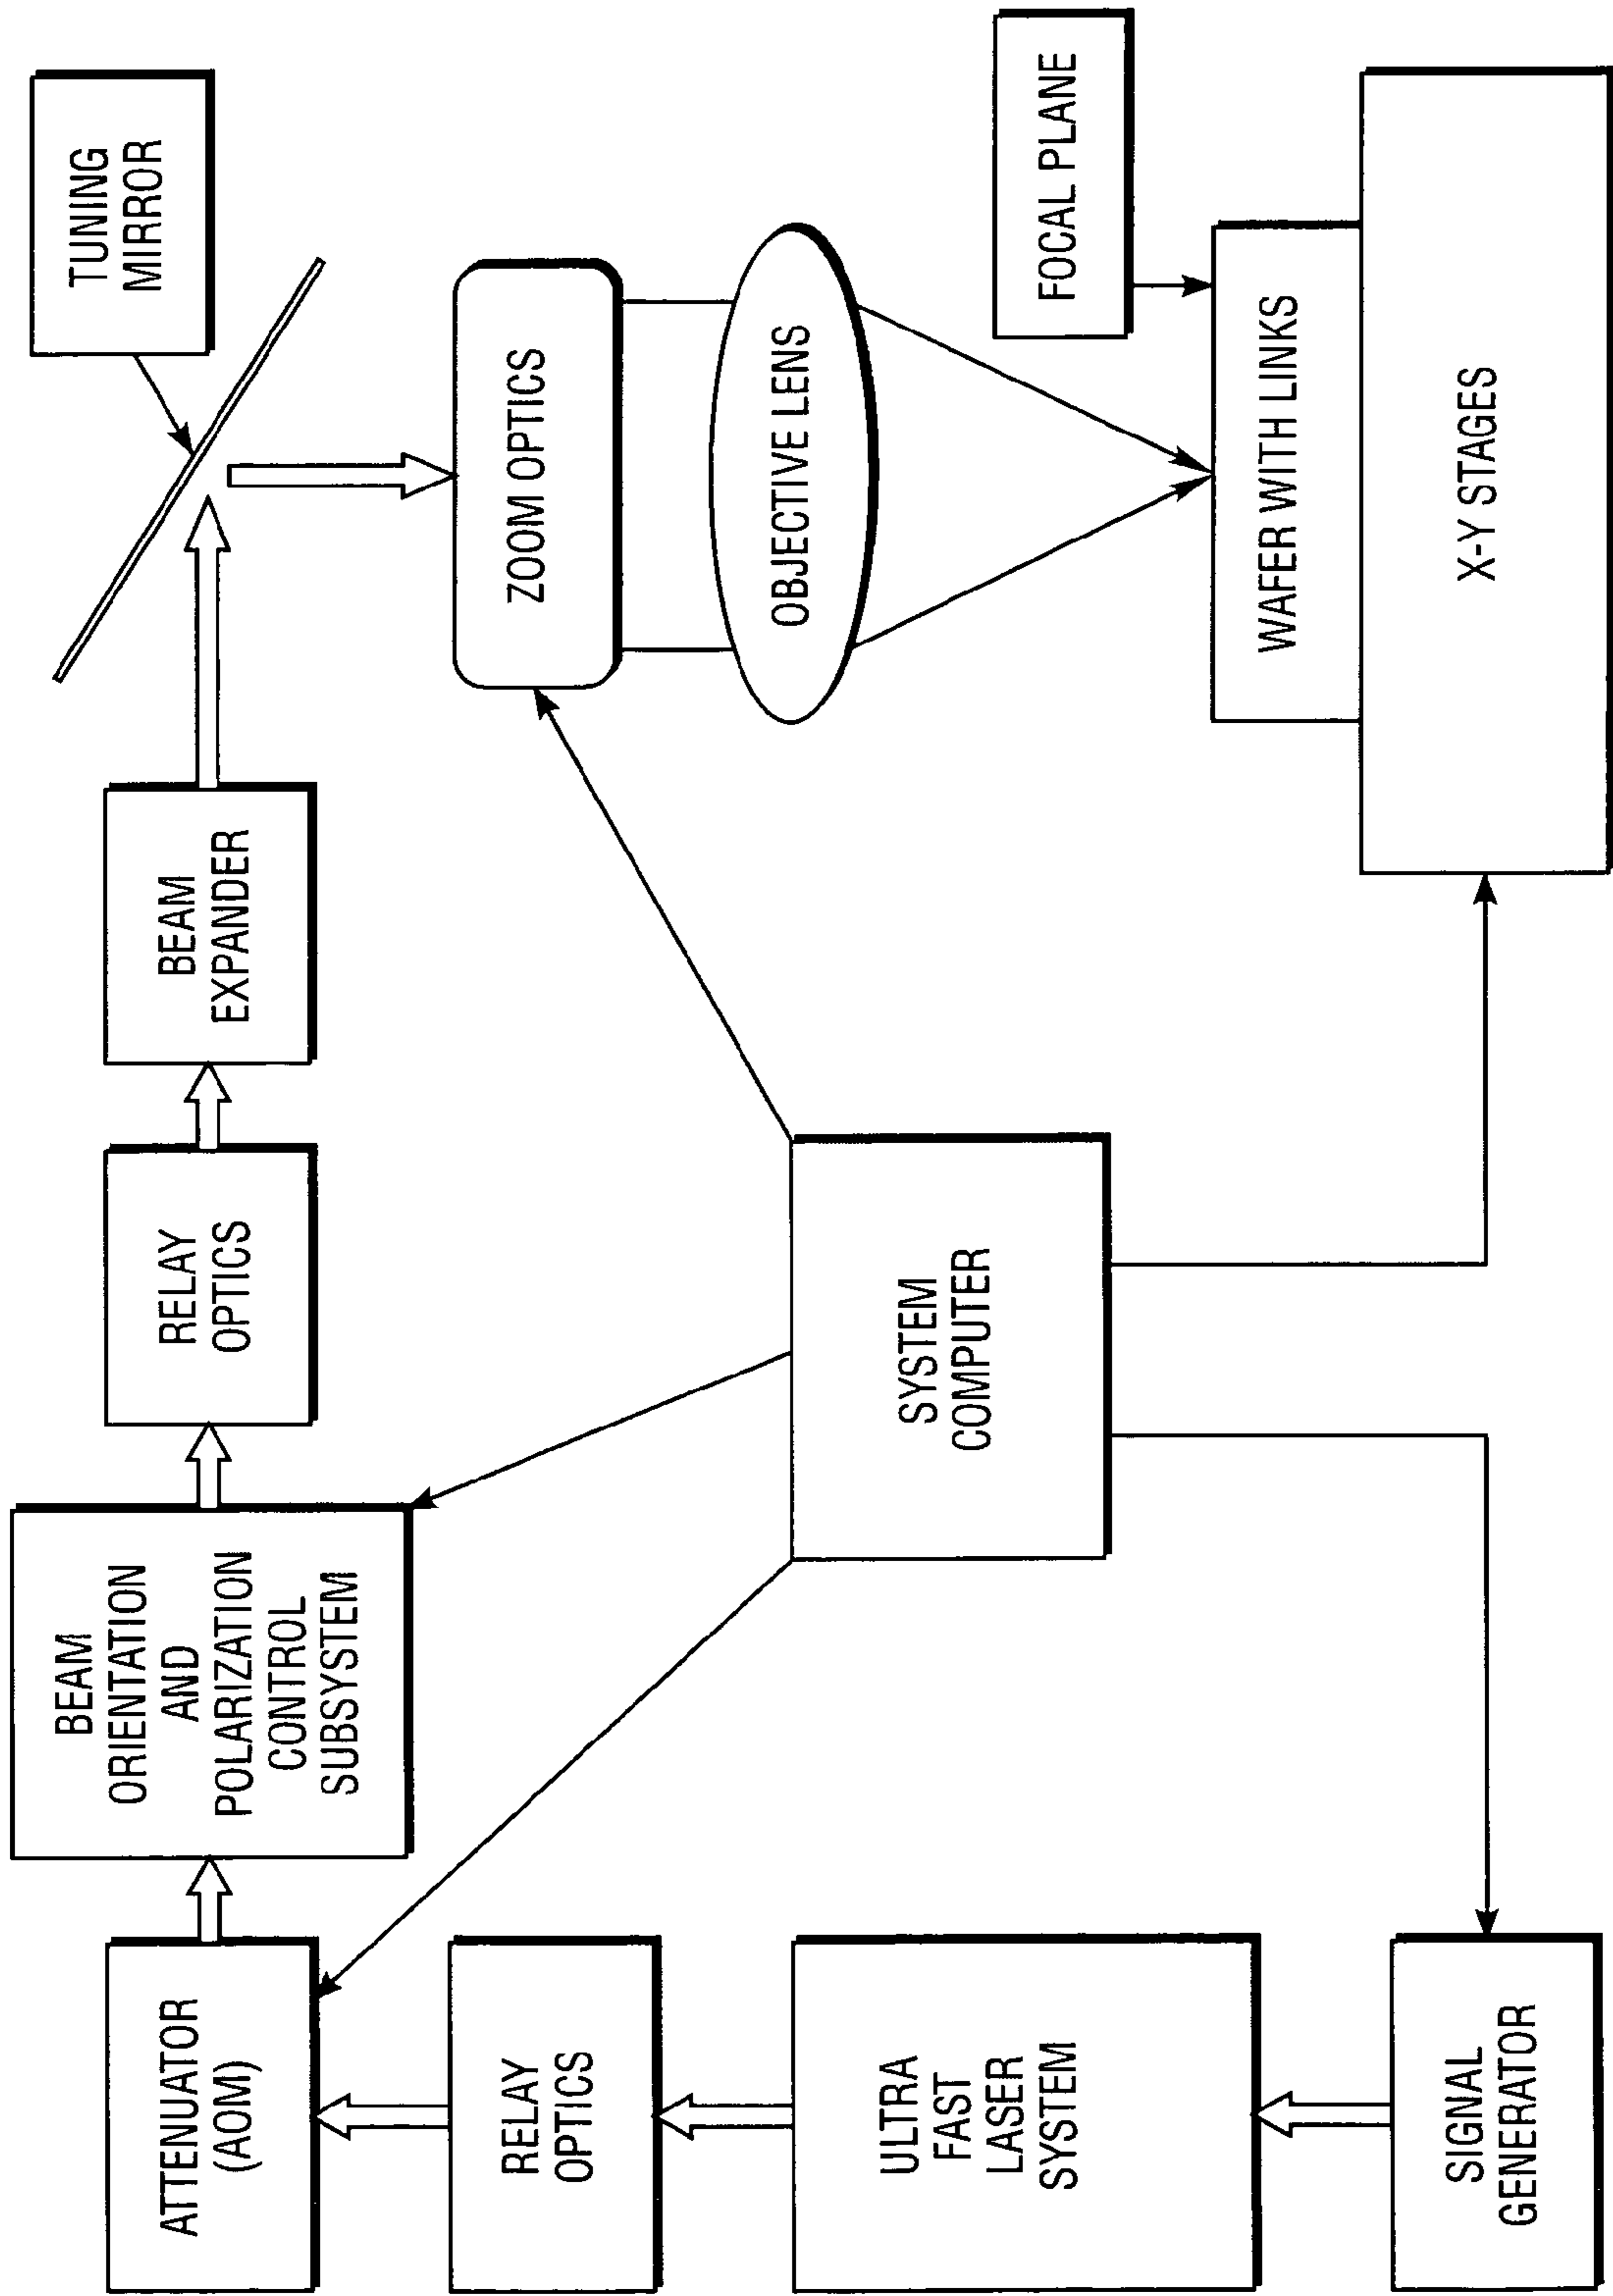 TUNING
MIRROR
BEAM
EXPANDER
RELAY
OPTICS
BEAM
ORIENTATION
AND
POLARIZATION
CONTROL
SUBSYSTEM
ATTENUATOR
(AOM)
RELAY
OPTICS
ULTRA
FAST
LASER
SYSTEM
SIGNAL
GENERATOR
SYSTEM
COMPUTER
ZOOM OPTICS
OBJECTIVE LENS
FOCAL PLANE
WAFER WITH LINKS
X-Y STAGES